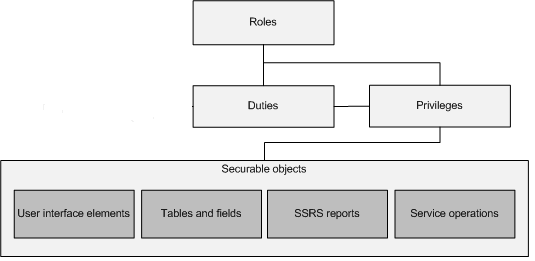 Roles
Duties
Privileges
Securable objects
User interface elements
Tables and fields
SSRS reports
Service operations